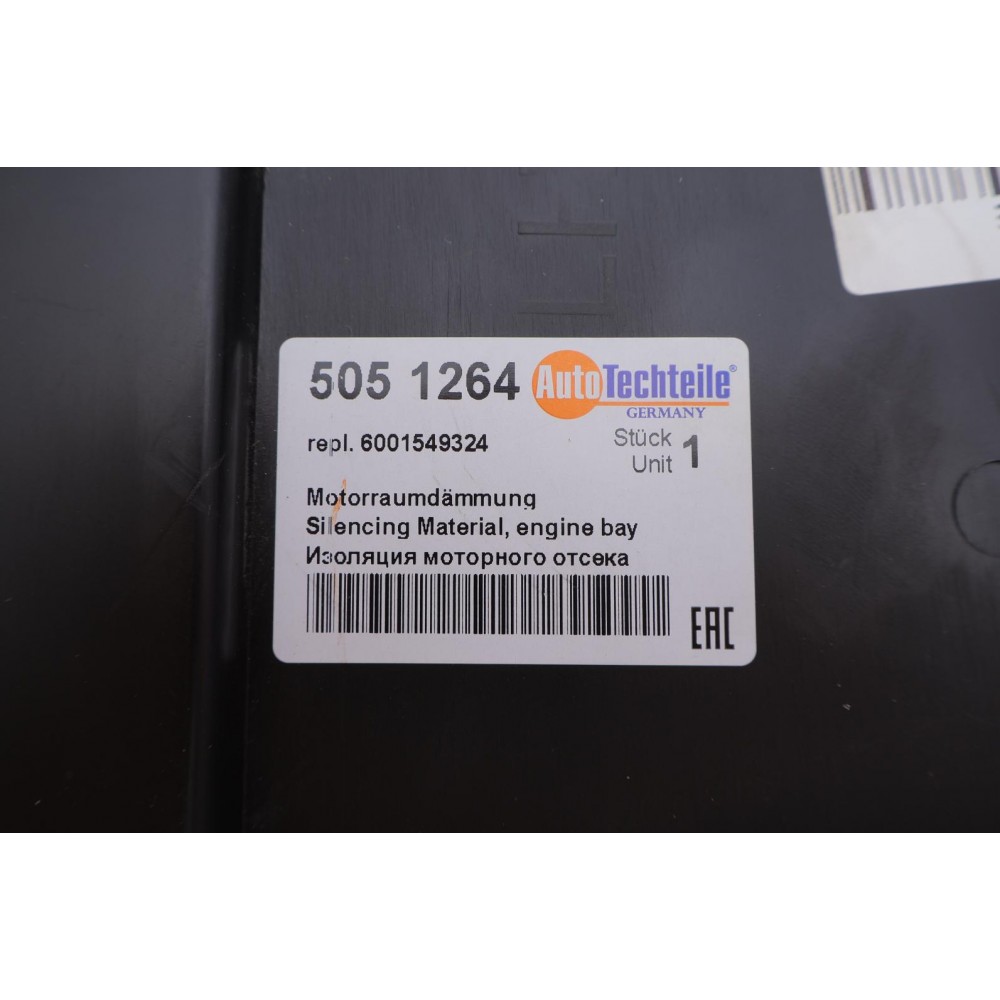 505 1264 AutoTechteile®
GERMANY
repl. 6001549324
Stück 1
Unit
Motorraumdämmung
Silencing Material, engine bay
Изоляция моторного отсека
EAC